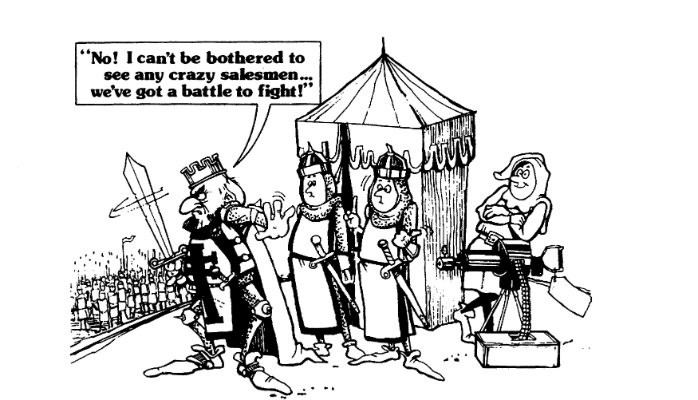 "No! I can't be bothered to
see any crazy salesmen...
we've got a battle to fight!"